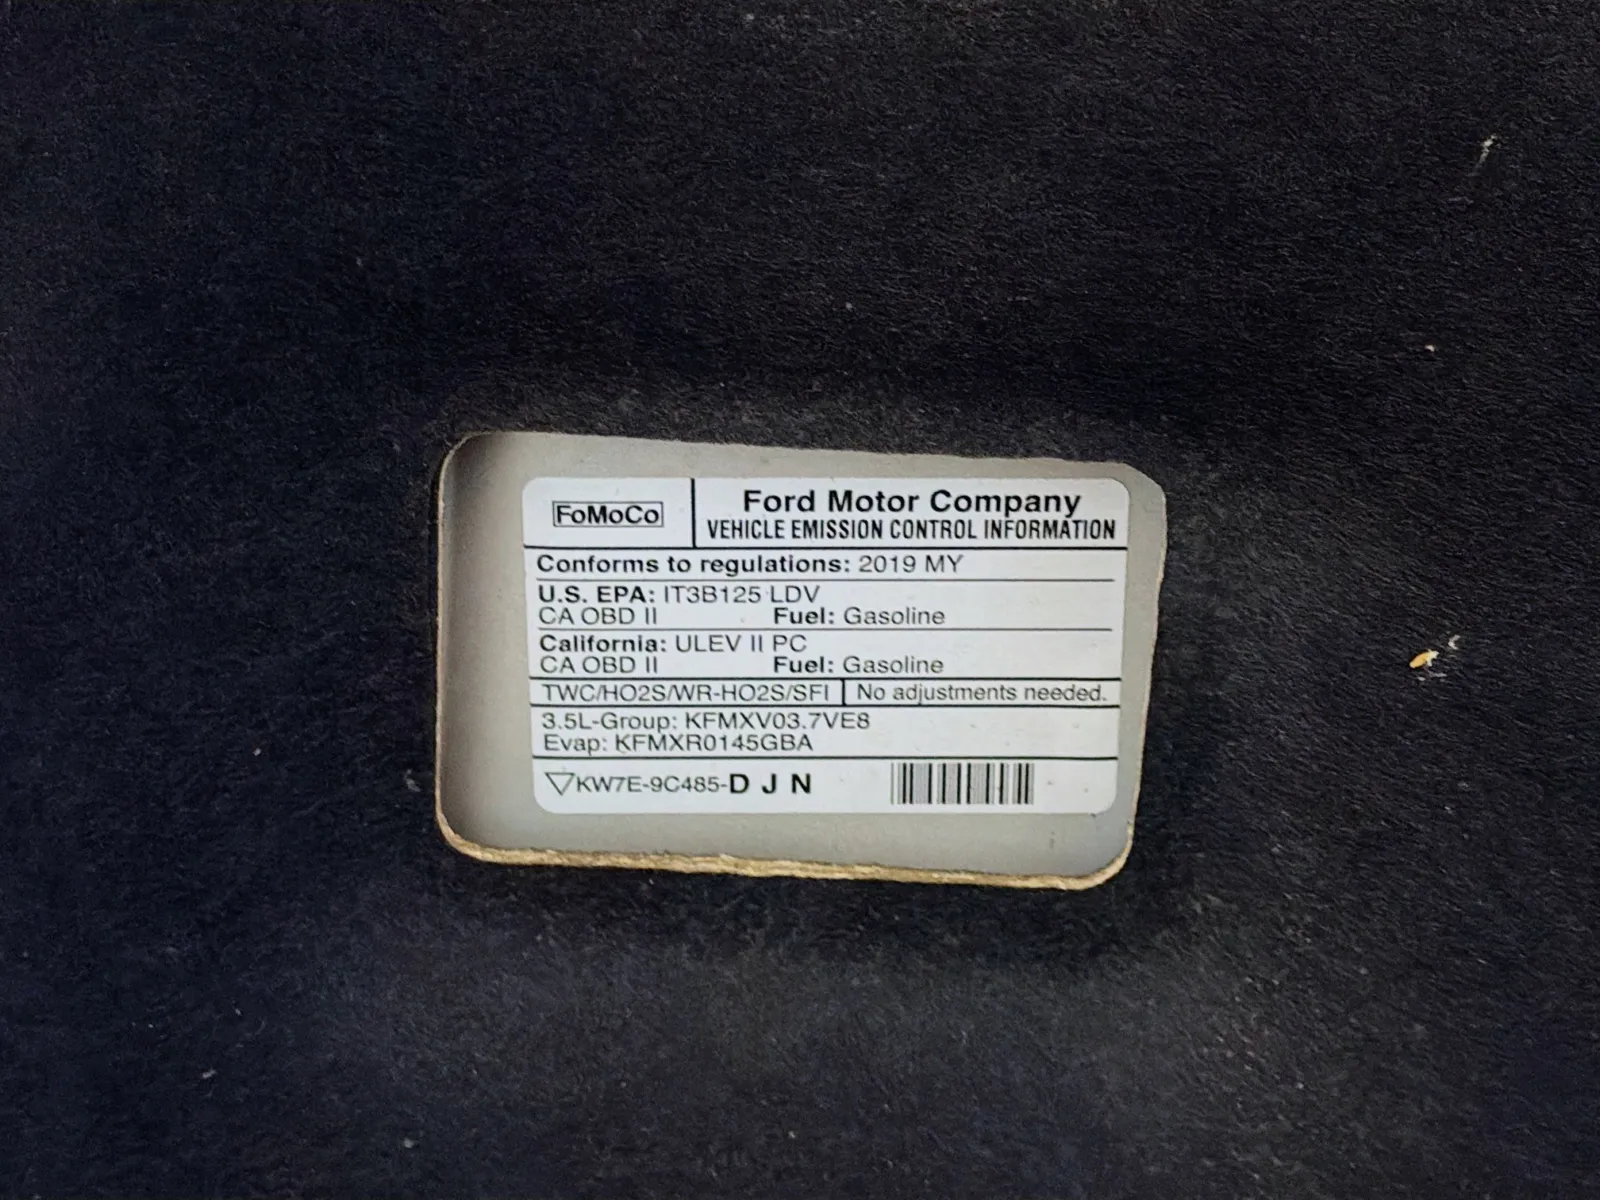 FoMoCo
Ford Motor Company
VEHICLE EMISSION CONTROL INFORMATION
Conforms to regulations: 2019 MY
U.S. EPA: IT3B125 LDV
CA OBD II Fuel: Gasoline
California: ULEV II PC
CA OBD II Fuel: Gasoline
TWC/HO2S/WR-HO2S/SFI No adjustments needed.
3.5L-Group: KFMXV03.7VE8
Evap: KFMXR0145GBA
KW7E-9C485-D J N